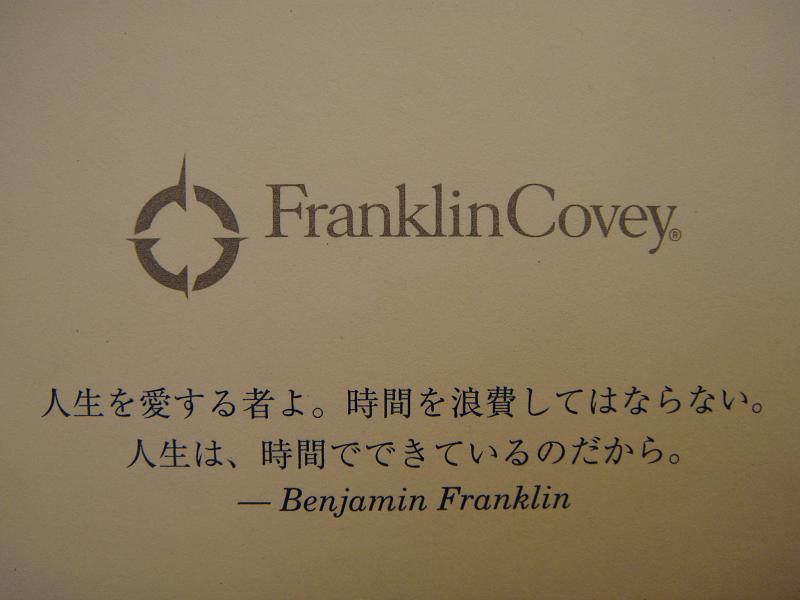 FranklinCovey®
人生を愛する者よ。時間を浪費してはならない。
人生は、時間でできているのだから。
— Benjamin Franklin